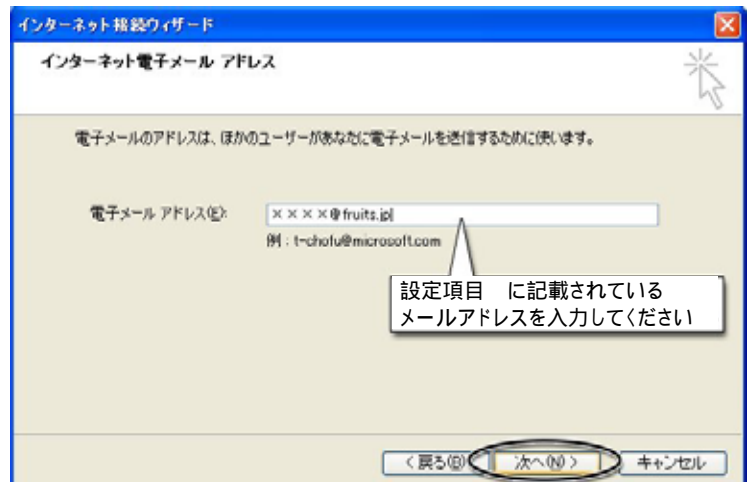 インターネット接続ウィザード
インターネット電子メール アドレス
電子メールのアドレスは、ほかのユーザーがあなたに電子メールを送信するために使います。
電子メール アドレス(E):
××××@fruits.jp
例 : t-chofu@microsoft.com
設定項目　に記載されている
メールアドレスを入力してください
< 戻る(B)
次へ(N) >
キャンセル